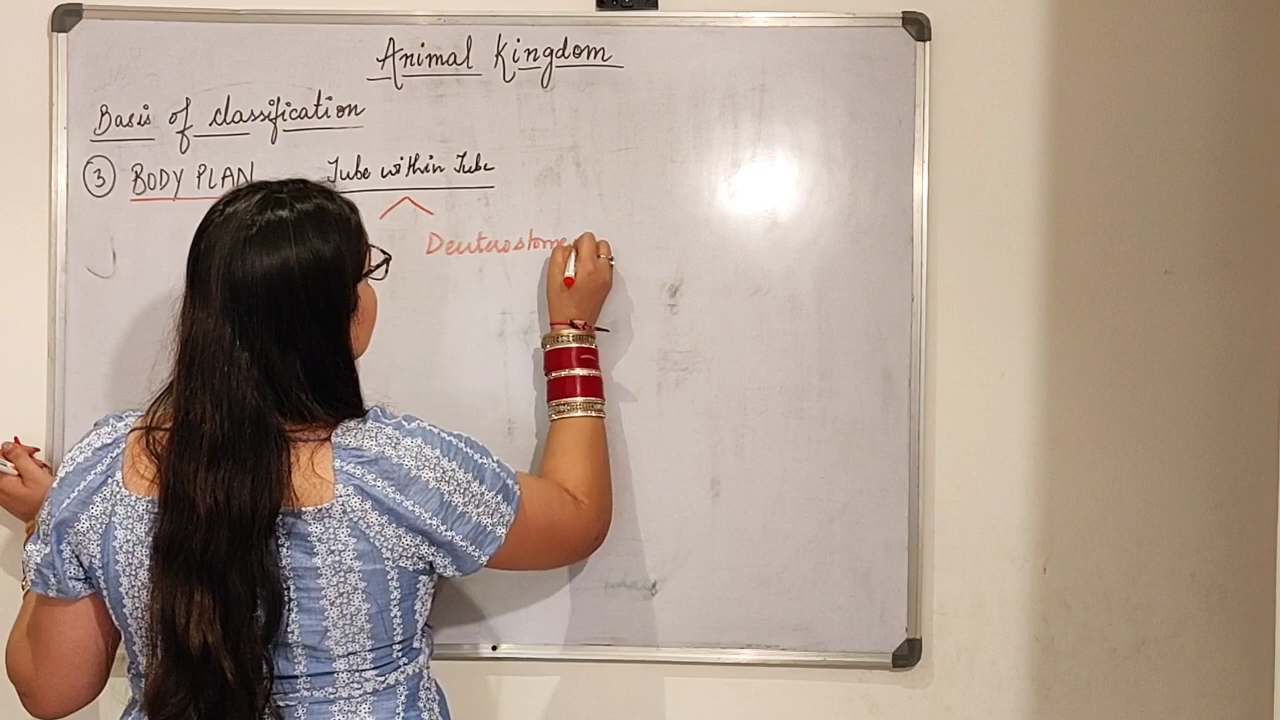 Animal Kingdom
Basis of classification
③ BODY PLAN Tube within Tube
Deuterostome